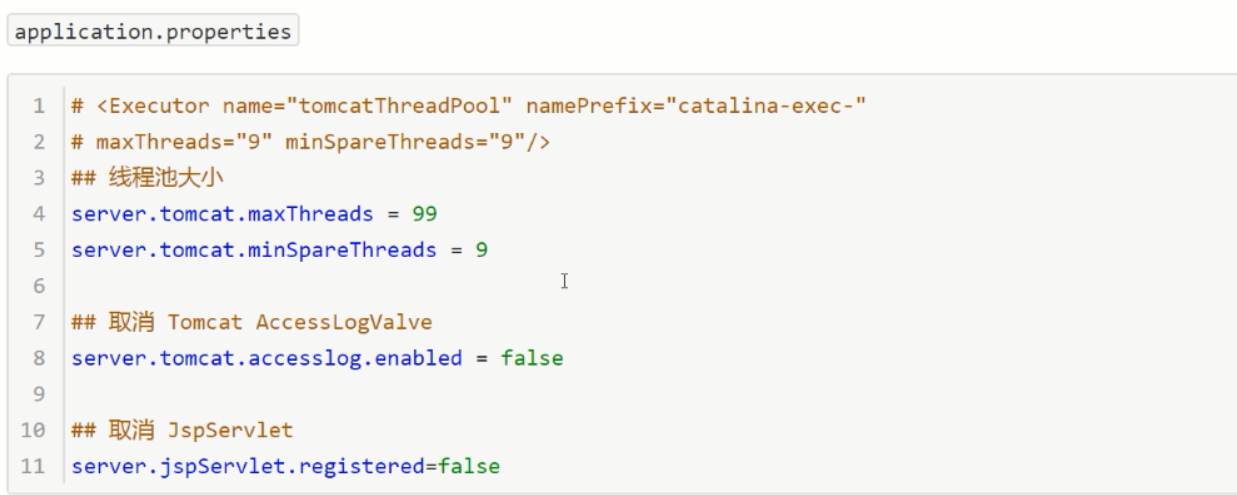 application.properties
1 # <Executor name="tomcatThreadPool" namePrefix="catalina-exec-"
2 # maxThreads="9" minSpareThreads="9"/>
3 ## 线程池大小
4 server.tomcat.maxThreads = 99
5 server.tomcat.minSpareThreads = 9
6
7 ## 取消 Tomcat AccessLogValve
8 server.tomcat.accesslog.enabled = false
9
10 ## 取消 JspServlet
11 server.jspServlet.registered=false